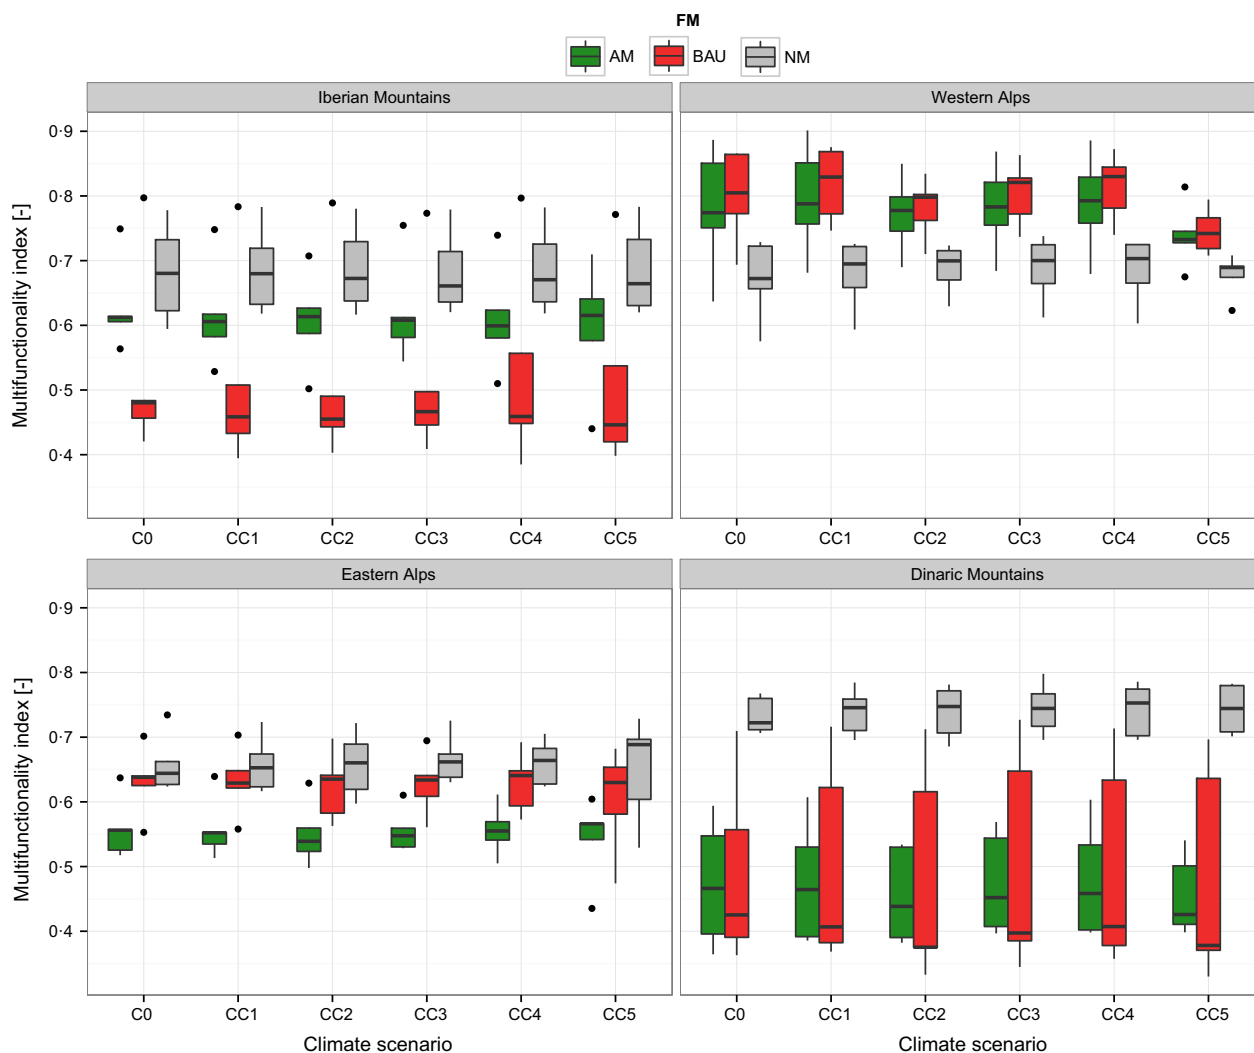 FM
AM BAU NM
Iberian Mountains Western Alps
0·9
0·8
0·7
0·6
0·5
0·4
Multifunctionality index [-]
C0 CC1 CC2 CC3 CC4 CC5 C0 CC1 CC2 CC3 CC4 CC5
Eastern Alps Dinaric Mountains
0·9
0·8
0·7
0·6
0·5
0·4
Multifunctionality index [-]
C0 CC1 CC2 CC3 CC4 CC5 C0 CC1 CC2 CC3 CC4 CC5
Climate scenario Climate scenario